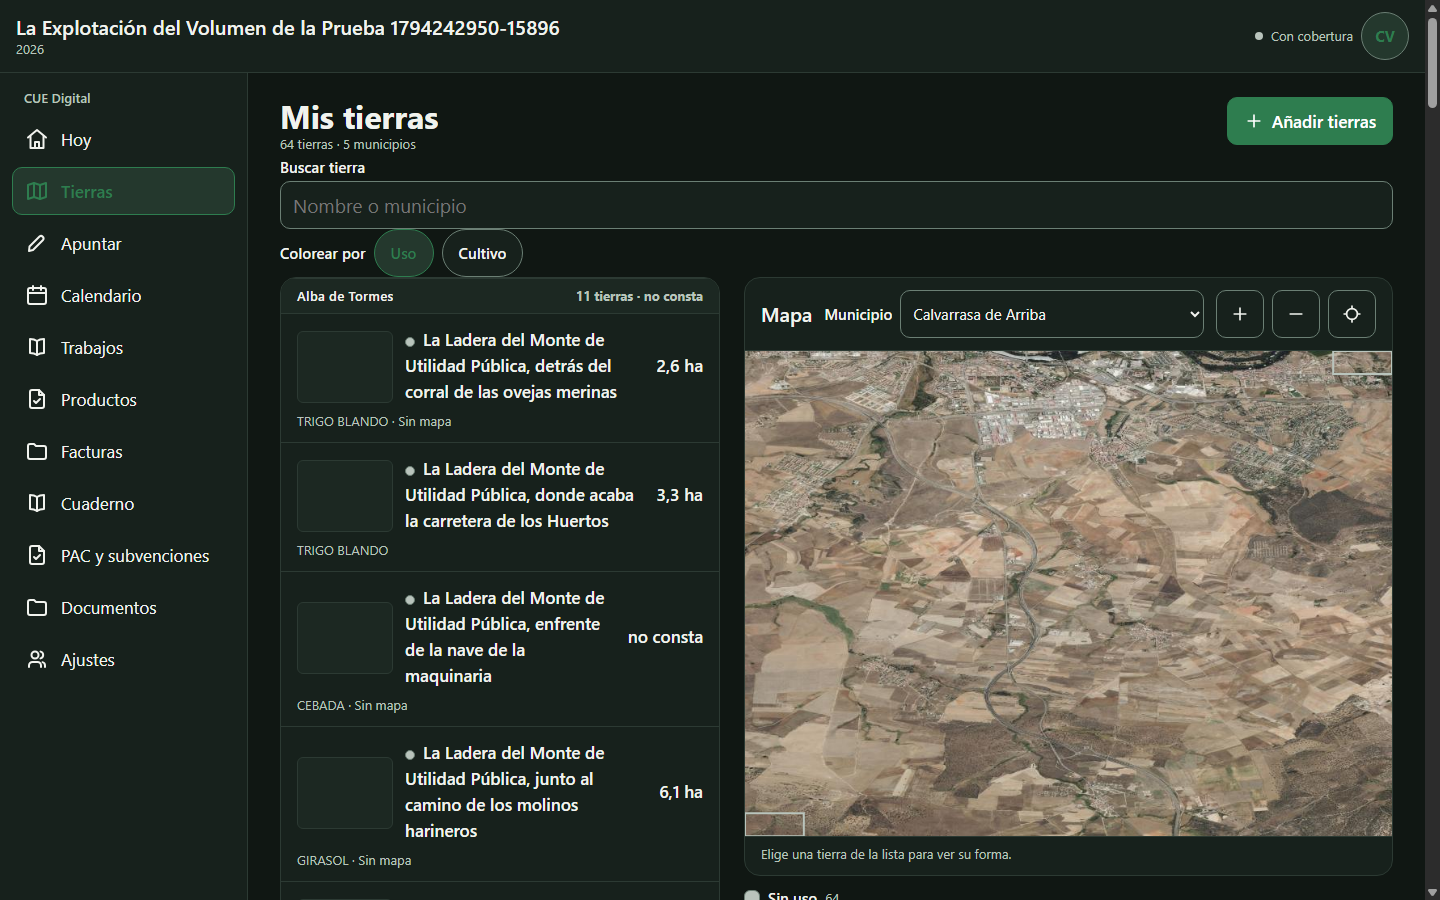 La Explotación del Volumen de la Prueba 1794242950-15896
2026
Con cobertura
CV
CUE Digital
Hoy
Tierras
Apuntar
Calendario
Trabajos
Productos
Facturas
Cuaderno
PAC y subvenciones
Documentos
Ajustes
Mis tierras
64 tierras · 5 municipios
Añadir tierras
Buscar tierra
Nombre o municipio
Colorear por
Uso
Cultivo
Alba de Tormes
11 tierras · no consta
La Ladera del Monte de
Utilidad Pública, detrás del
corral de las ovejas merinas
2,6 ha
TRIGO BLANDO · Sin mapa
La Ladera del Monte de
Utilidad Pública, donde acaba
la carretera de los Huertos
3,3 ha
TRIGO BLANDO
La Ladera del Monte de
Utilidad Pública, enfrente
de la nave de la
maquinaria
no consta
CEBADA · Sin mapa
La Ladera del Monte de
Utilidad Pública, junto al
camino de los molinos
harineros
6,1 ha
GIRASOL · Sin mapa
Mapa
Municipio
Calvarrasa de Arriba
Elige una tierra de la lista para ver su forma.
Sin uso 64